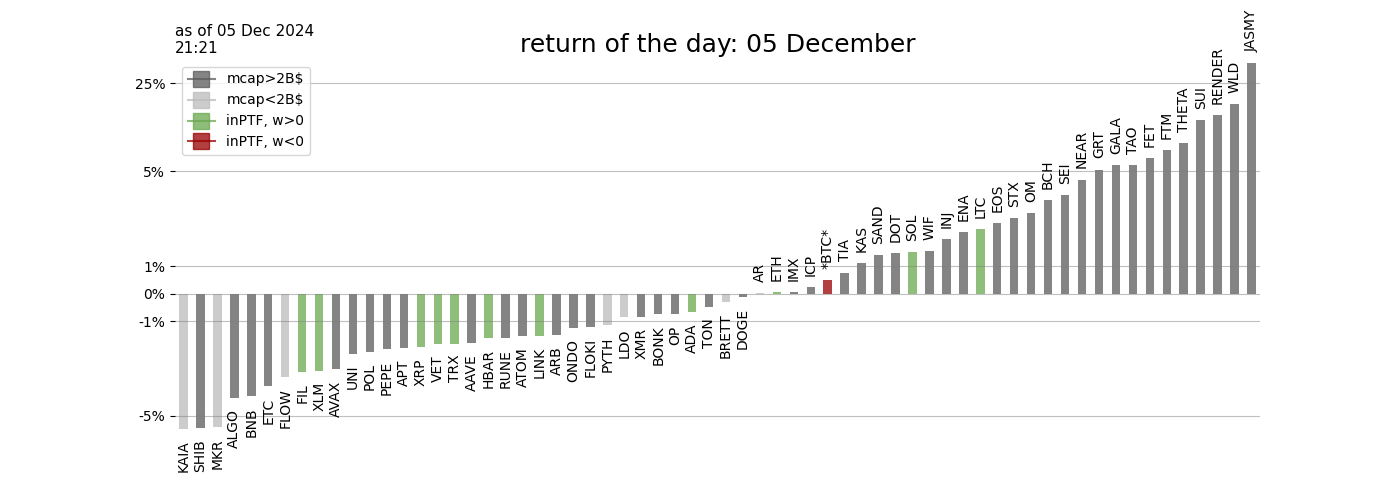 as of 05 Dec 2024
21:21
return of the day: 05 December
mcap>2B$
mcap<2B$
inPTF, w>0
inPTF, w<0
25%
5%
1%
0%
-1%
-5%
KAIA
SHIB
MKR
ALGO
BNB
ETC
FLOW
FIL
XLM
AVAX
UNI
POL
PEPE
APT
XRP
VET
TRX
AAVE
HBAR
RUNE
ATOM
LINK
ARB
ONDO
FLOKI
PYTH
LDO
XMR
BONK
OP
ADA
TON
BRETT
DOGE
AR
ETH
IMX
ICP
*BTC*
TIA
KAS
SAND
DOT
SOL
WIF
INJ
ENA
LTC
EOS
STX
OM
BCH
SEI
NEAR
GRT
GALA
TAO
FET
FTM
THETA
SUI
RENDER
WLD
JASMY